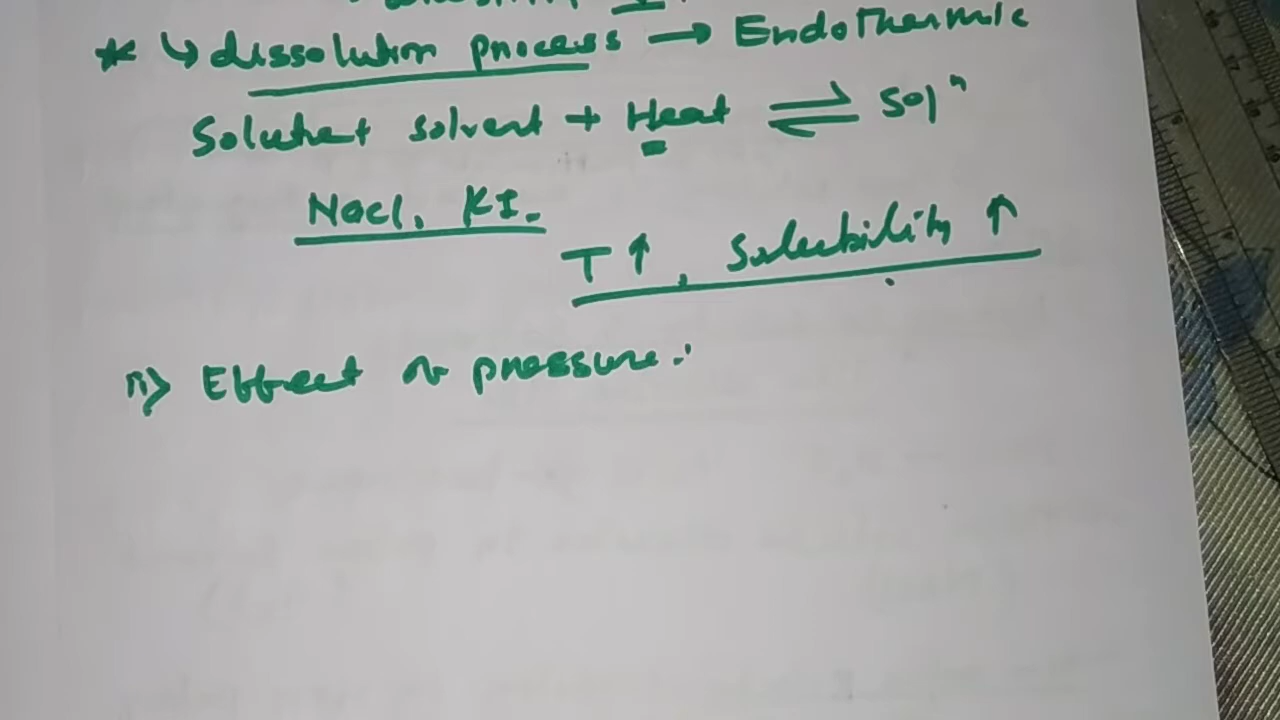 * ↳ dissolution process → Endothermic
Solute + solvent + Heat ⇌ Solⁿ
Nacl, KI.
T ↑, Solubility ↑
ii) Effect of pressure: